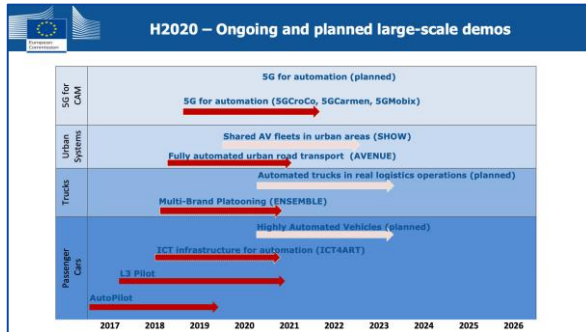 European
Commission
H2020 – Ongoing and planned large-scale demos
5G for
CAM
5G for automation (planned)
5G for automation (5GCroCo, 5GCarmen, 5GMobix)
Urban
Systems
Shared AV fleets in urban areas (SHOW)
Fully automated urban road transport (AVENUE)
Trucks
Automated trucks in real logistics operations (planned)
Multi-Brand Platooning (ENSEMBLE)
Passenger
Cars
Highly Automated Vehicles (planned)
ICT infrastructure for automation (ICT4ART)
L3 Pilot
AutoPilot
2017 2018 2019 2020 2021 2022 2023 2024 2025 2026